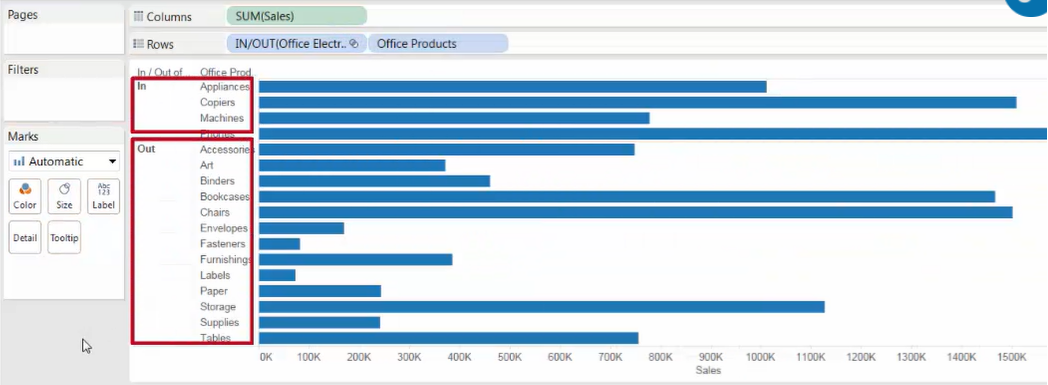 Pages
Columns SUM(Sales)
Rows IN/OUT(Office Electr.. Office Products
Filters
Marks
Automatic
Color Size Abc 123 Label
Detail Tooltip
In / Out of Office Prod
In Appliances
Copiers
Machines
Phones
Out Accessories
Art
Binders
Bookcases
Chairs
Envelopes
Fasteners
Furnishings
Labels
Paper
Storage
Supplies
Tables
0K 100K 200K 300K 400K 500K 600K 700K 800K 900K 1000K 1100K 1200K 1300K 1400K 1500K
Sales